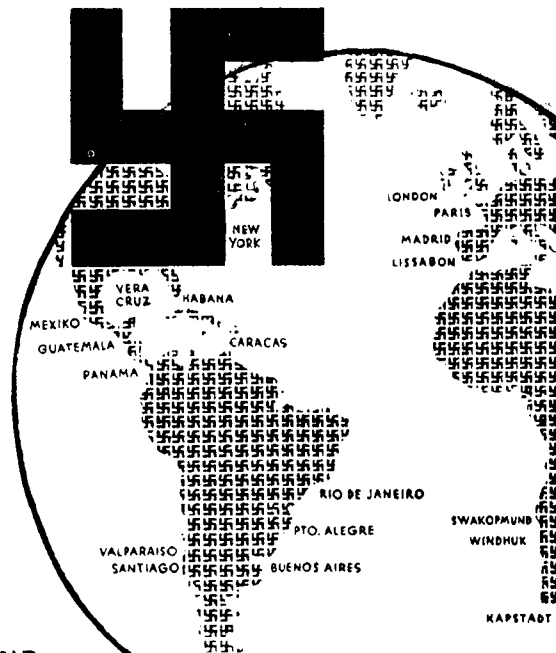 LONDON
PARIS
NEW
YORK
MADRID
LISSABON
VERA
CRUZ
HABANA
MEXIKO
GUATEMALA
CARACAS
PANAMA
RIO DE JANEIRO
SWAKOPMUND
PTO. ALEGRE
WINDHUK
VALPARAISO
SANTIAGO
BUENOS AIRES
KAPSTADT